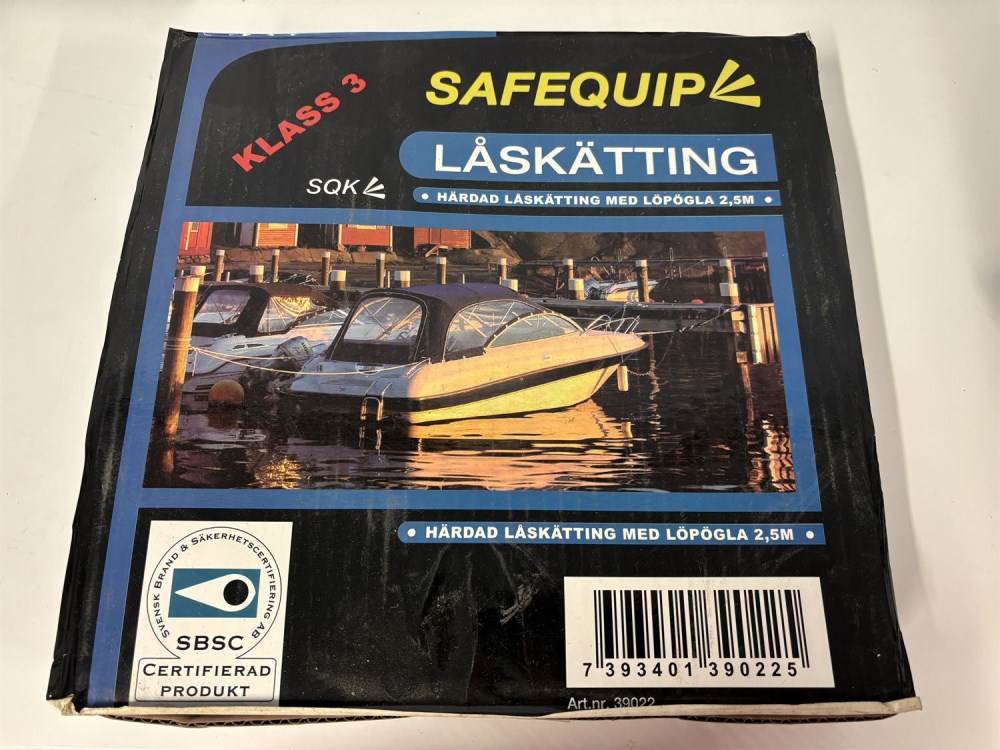 KLASS 3
SAFEQUIP
LÅSKÄTTING
SQK
• HÄRDAD LÅSKÄTTING MED LÖPÖGLA 2,5M •
• HÄRDAD LÅSKÄTTING MED LÖPÖGLA 2,5M •
SVENSK BRAND & SÄKERHETSCERTIFIERING AB
SBSC
CERTIFIERAD
PRODUKT
7 393401 390225
Art.nr. 39022